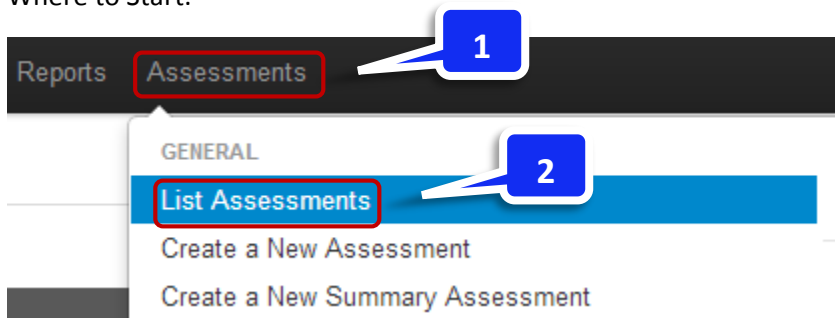 Where to Start:
1
Reports Assessments
GENERAL
2
List Assessments
Create a New Assessment
Create a New Summary Assessment